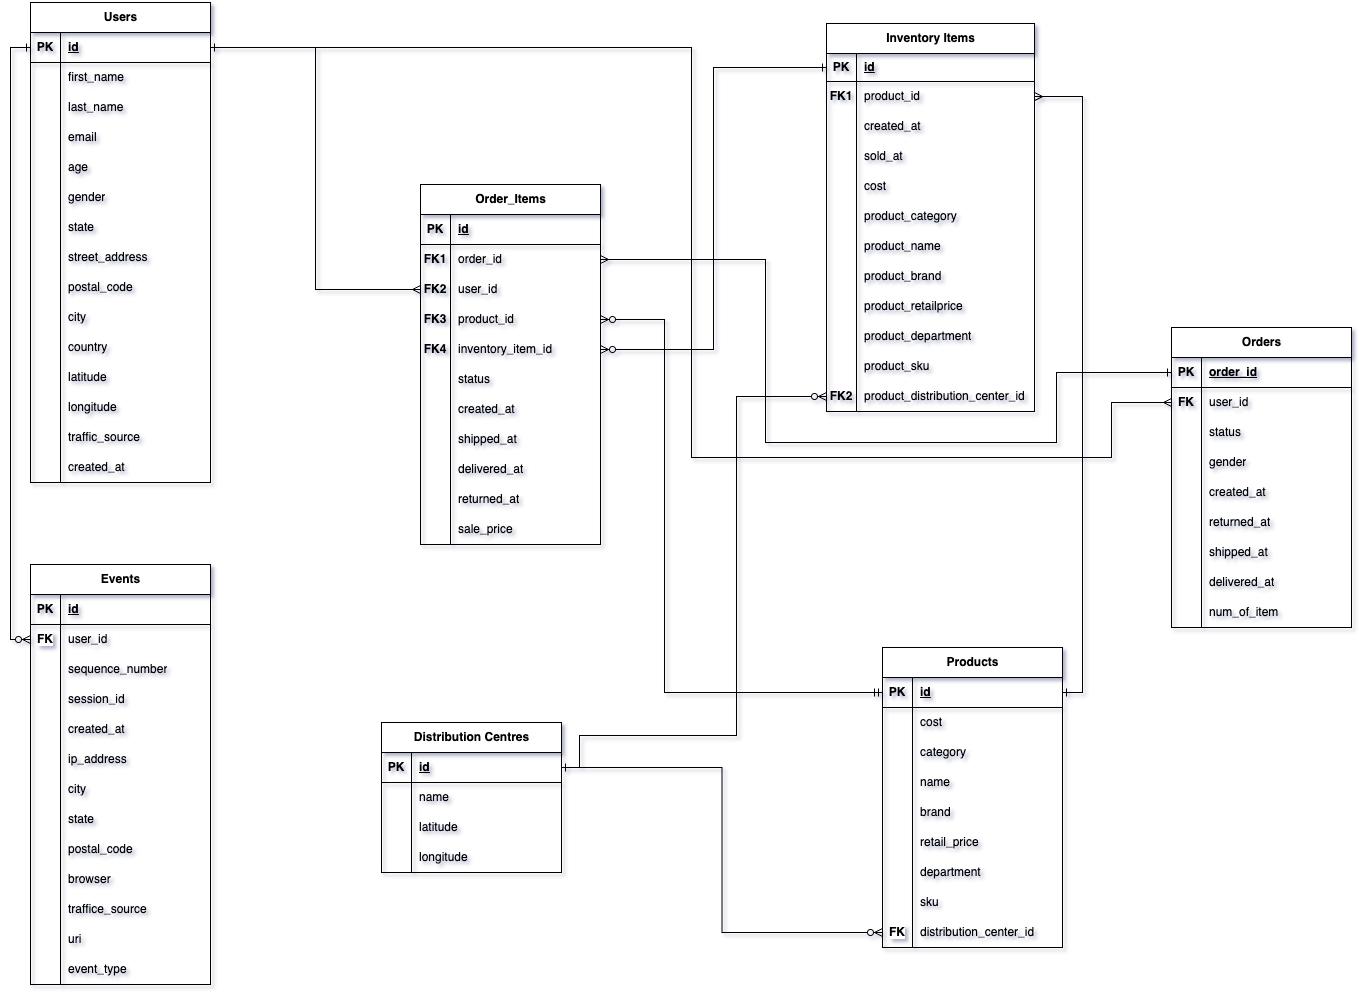 Users
PK id
first_name
last_name
email
age
gender
state
street_address
postal_code
city
country
latitude
longitude
traffic_source
created_at
Events
PK id
FK user_id
sequence_number
session_id
created_at
ip_address
city
state
postal_code
browser
traffice_source
uri
event_type
Order_Items
PK id
FK1 order_id
FK2 user_id
FK3 product_id
FK4 inventory_item_id
status
created_at
shipped_at
delivered_at
returned_at
sale_price
Distribution Centres
PK id
name
latitude
longitude
Inventory Items
PK id
FK1 product_id
created_at
sold_at
cost
product_category
product_name
product_brand
product_retailprice
product_department
product_sku
FK2 product_distribution_center_id
Products
PK id
cost
category
name
brand
retail_price
department
sku
FK distribution_center_id
Orders
PK order_id
FK user_id
status
gender
created_at
returned_at
shipped_at
delivered_at
num_of_item